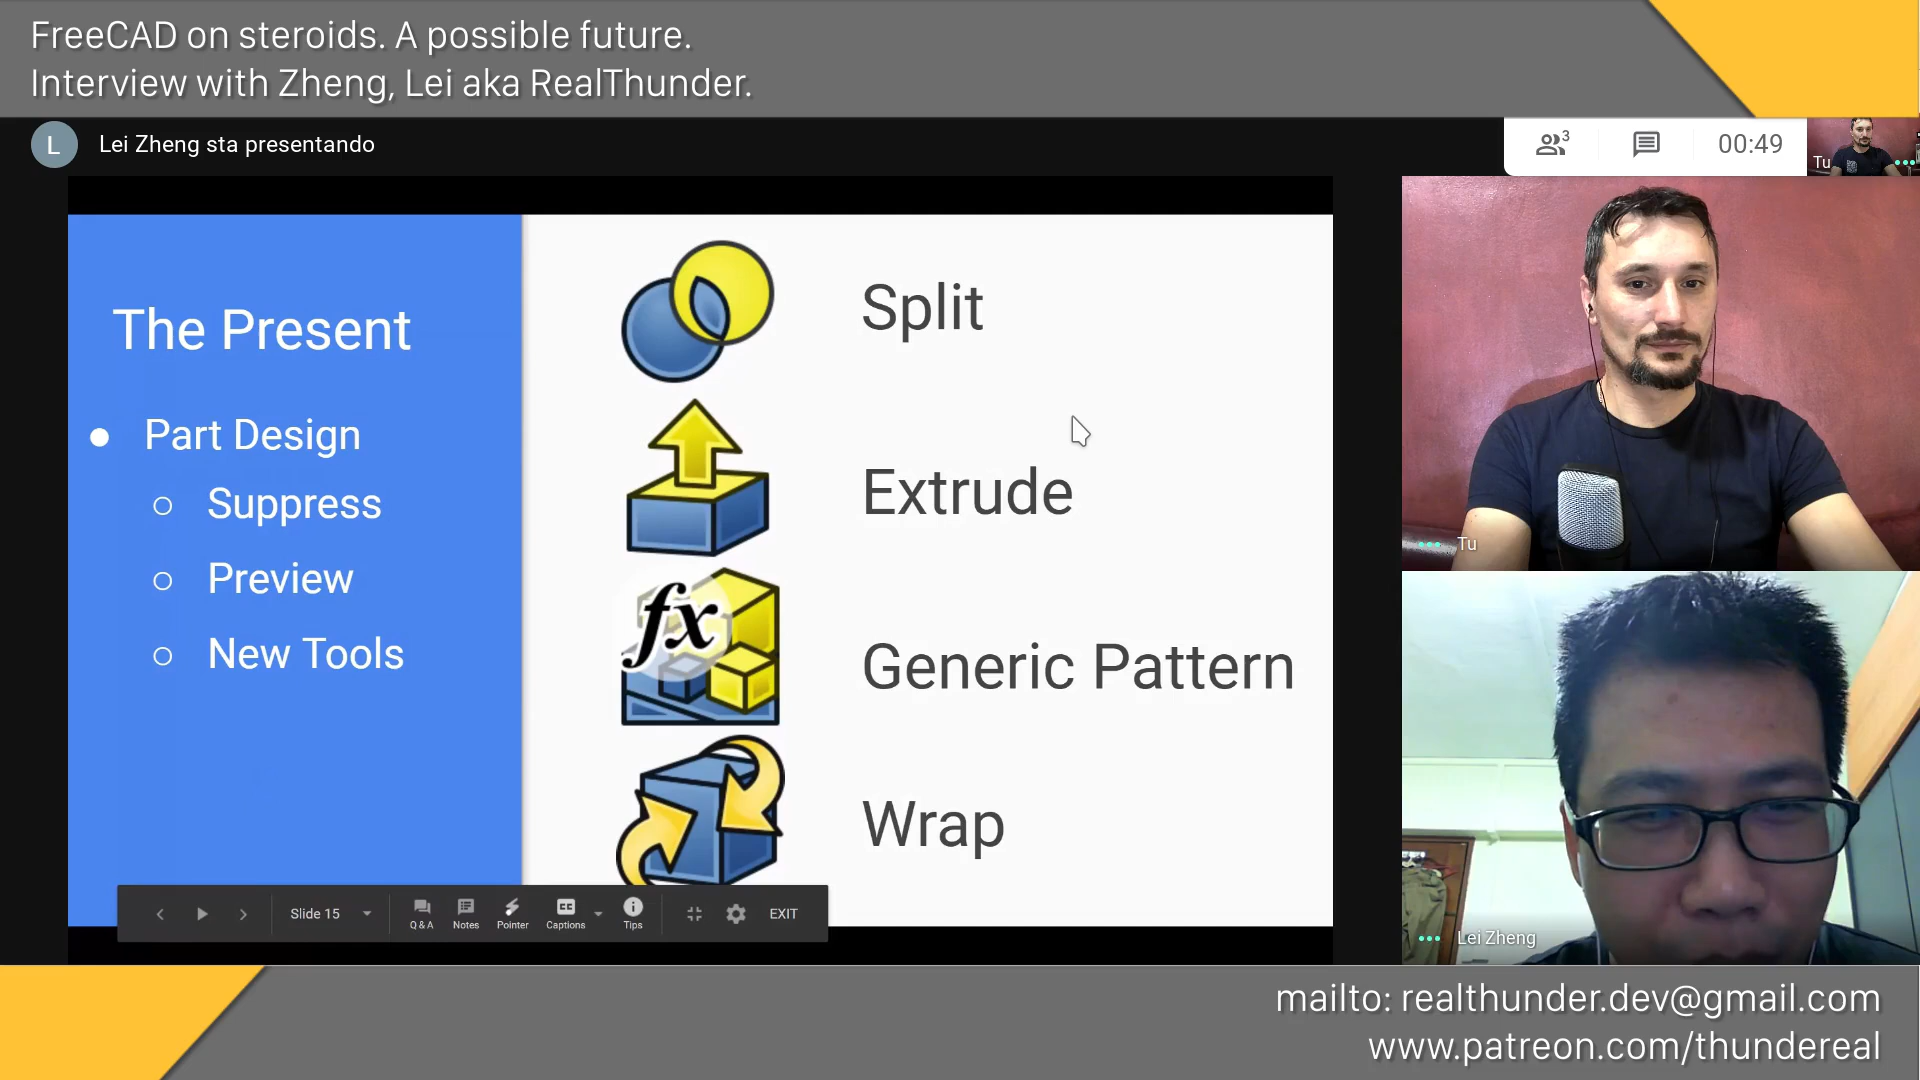 FreeCAD on steroids. A possible future.
Interview with Zheng, Lei aka RealThunder.
L
Lei Zheng sta presentando
3
00:49
Tu
The Present
Part Design
Suppress
Preview
New Tools
Split
Extrude
fx
Generic Pattern
Wrap
Slide 15
Q & A
Notes
Pointer
CC
Captions
Tips
EXIT
Tu
Lei Zheng
mailto: realthunder.dev@gmail.com
www.patreon.com/thundereal